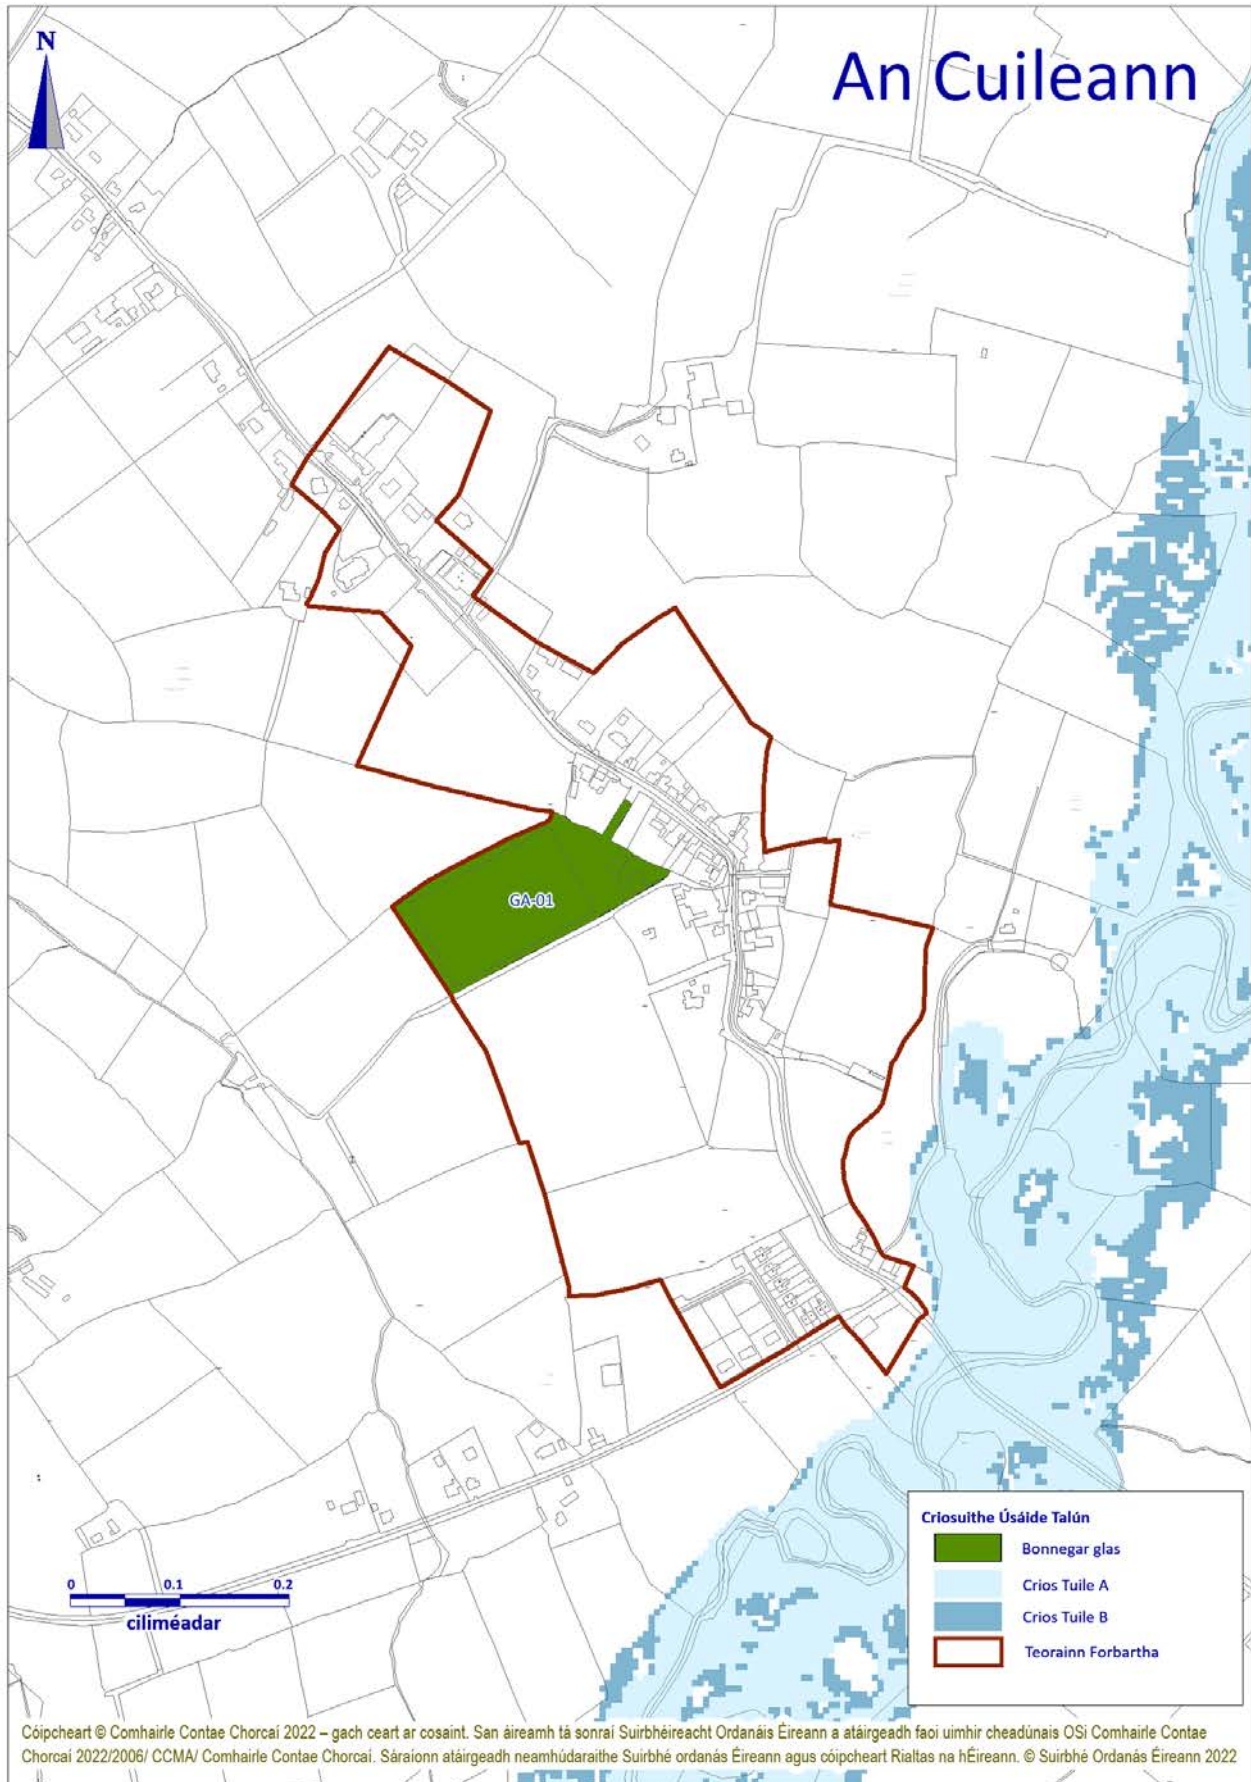 N
An Cuileann
GA-01
Criosuithe Úsáide Talún
Bonnegar glas
Crios Tuile A
Crios Tuile B
Teorainn Forbartha
0 0.1 0.2
ciliméadar
Cóipcheart © Comhairle Contae Chorcaí 2022 – gach ceart ar cosaint. San áireamh tá sonraí Suirbhéireacht Ordanáis Éireann a atáirgeadh faoi uimhir cheadúnais OSi Comhairle Contae
Chorcaí 2022/2006/ CCMA/ Comhairle Contae Chorcaí. Sáraíonn atáirgeadh neamhúdaraithe Suirbhé ordanás Éireann agus cóipcheart Rialtas na hÉireann. © Suirbhé Ordanás Éireann 2022